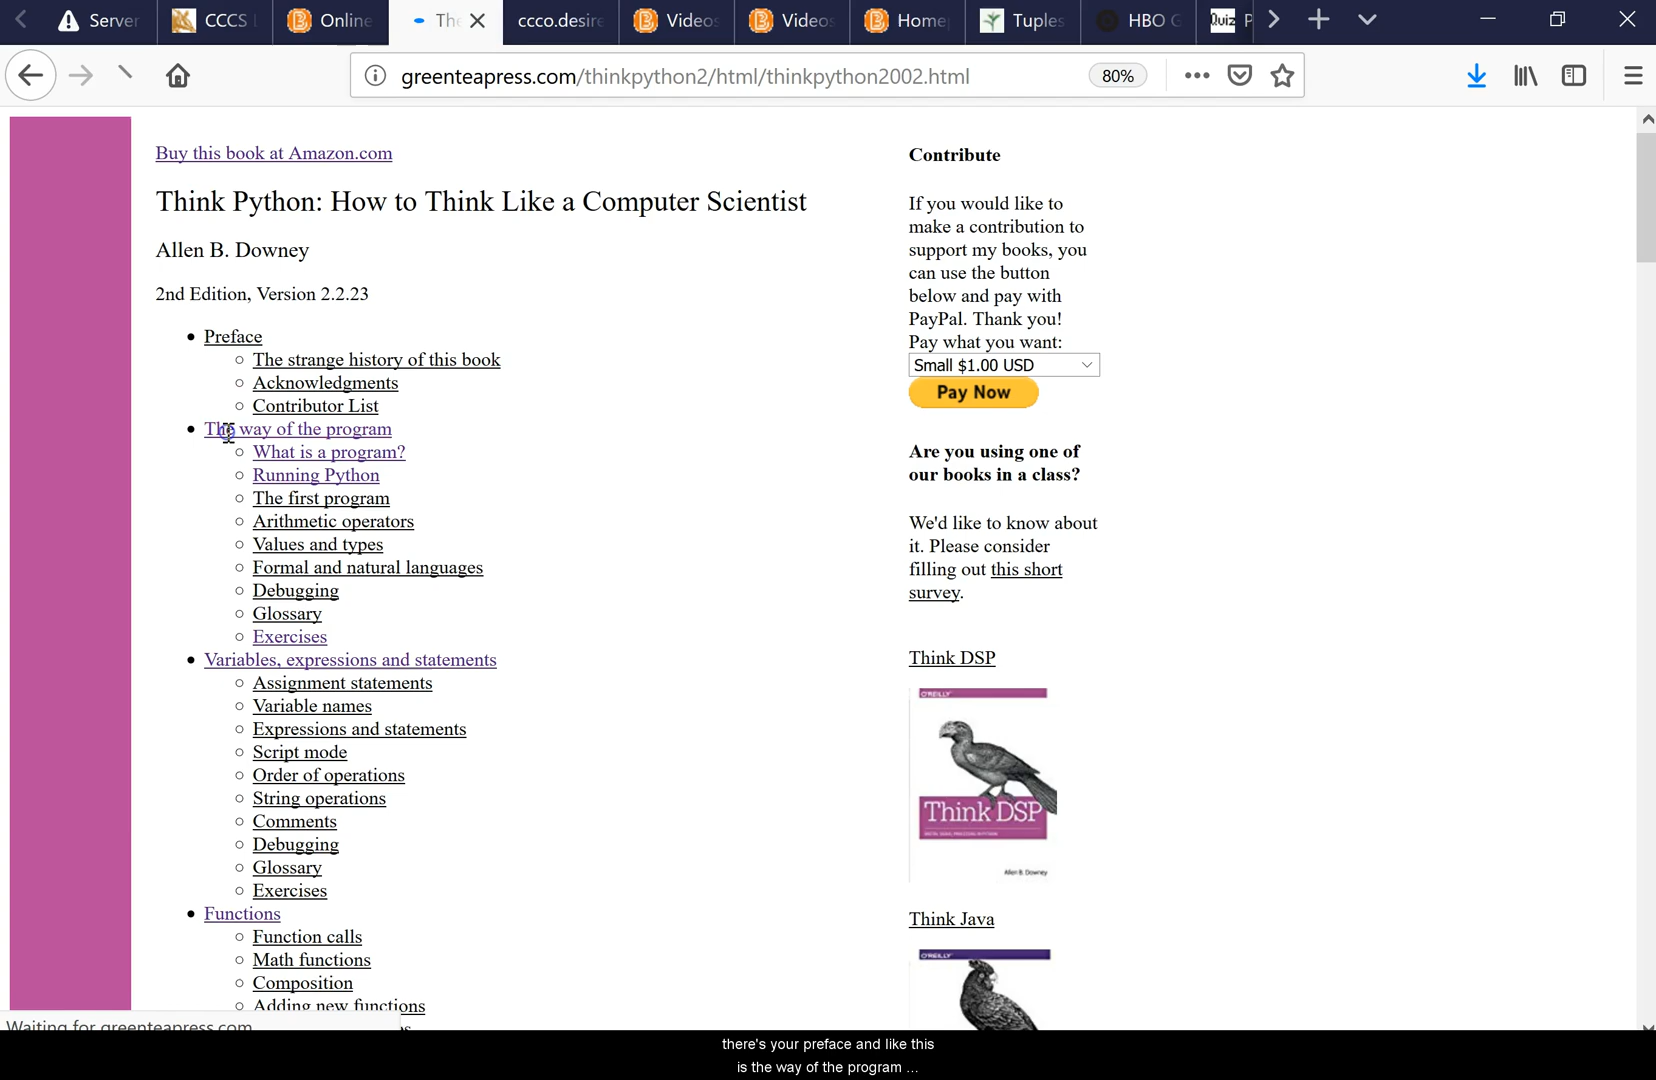 Server
CCCS
Online
The
ccco.desire
Videos
Videos
Home
Tuples
HBO G
Quiz P
greenteapress.com/thinkpython2/html/thinkpython2002.html
80%
Buy this book at Amazon.com
Think Python: How to Think Like a Computer Scientist
Allen B. Downey
2nd Edition, Version 2.2.23
Preface
The strange history of this book
Acknowledgments
Contributor List
The way of the program
What is a program?
Running Python
The first program
Arithmetic operators
Values and types
Formal and natural languages
Debugging
Glossary
Exercises
Variables, expressions and statements
Assignment statements
Variable names
Expressions and statements
Script mode
Order of operations
String operations
Comments
Debugging
Glossary
Exercises
Functions
Function calls
Math functions
Composition
Adding new functions
Waiting for greenteapress.com
Contribute
If you would like to
make a contribution to
support my books, you
can use the button
below and pay with
PayPal. Thank you!
Pay what you want:
Small $1.00 USD
Pay Now
Are you using one of
our books in a class?
We'd like to know about
it. Please consider
filling out this short
survey.
Think DSP
O'REILLY
Think DSP
Allen B. Downey
Think Java
O'REILLY
there's your preface and like this
is the way of the program ...